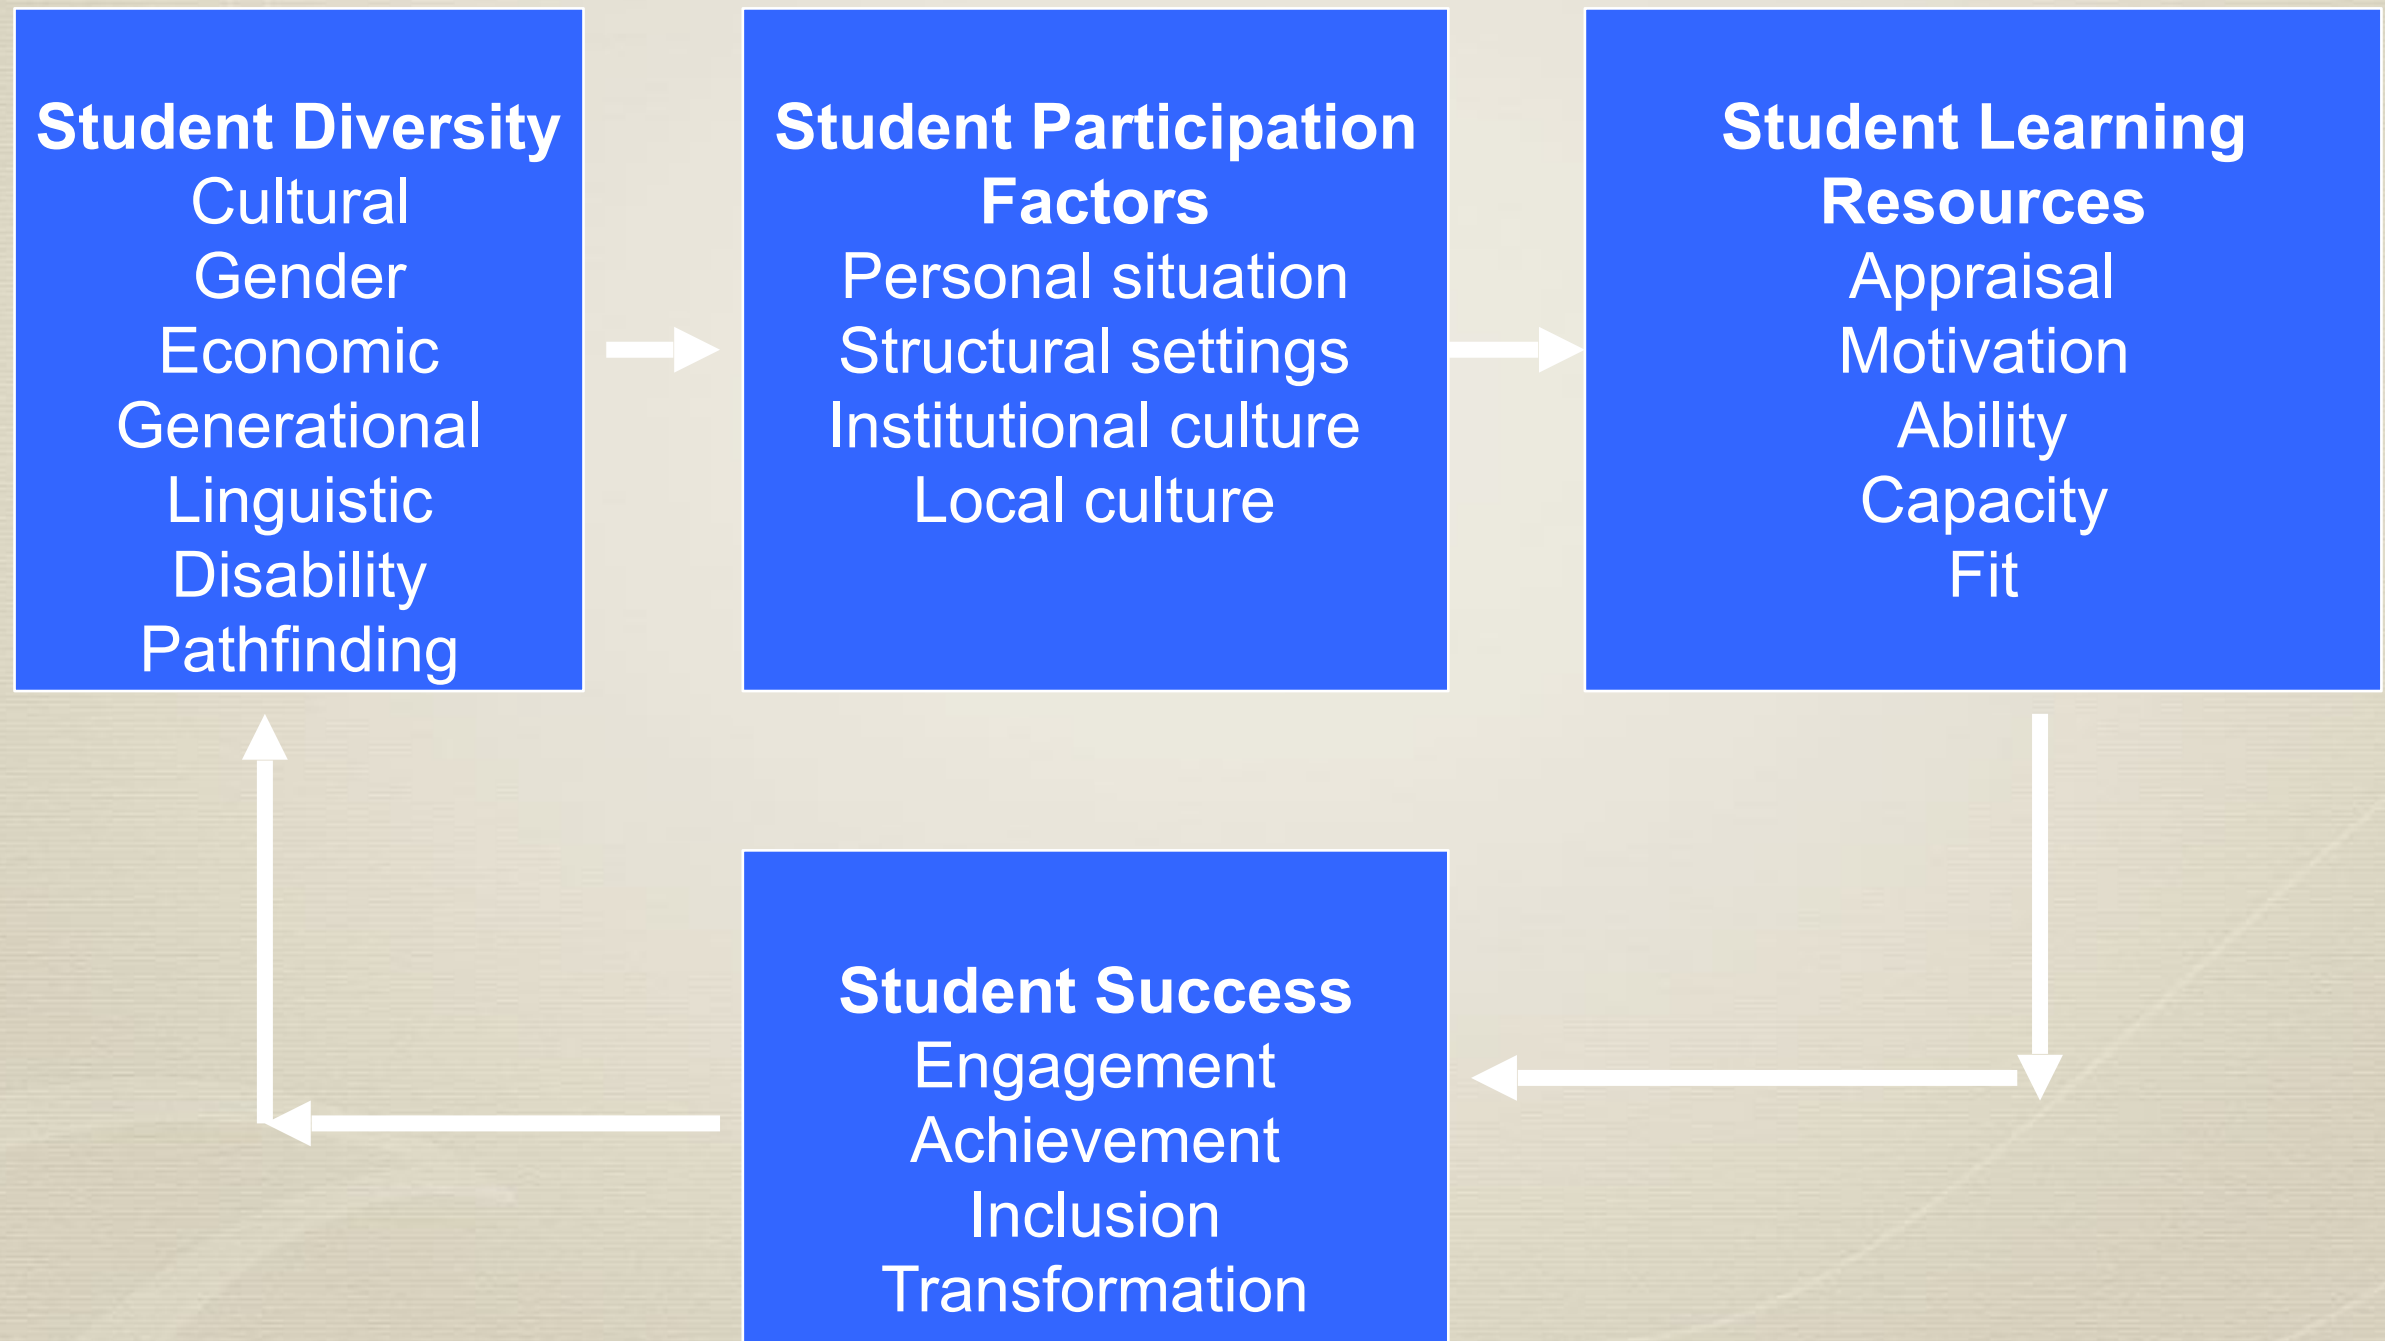 Student Diversity
Cultural
Gender
Economic
Generational
Linguistic
Disability
Pathfinding
Student Participation
Factors
Personal situation
Structural settings
Institutional culture
Local culture
Student Learning
Resources
Appraisal
Motivation
Ability
Capacity
Fit
Student Success
Engagement
Achievement
Inclusion
Transformation